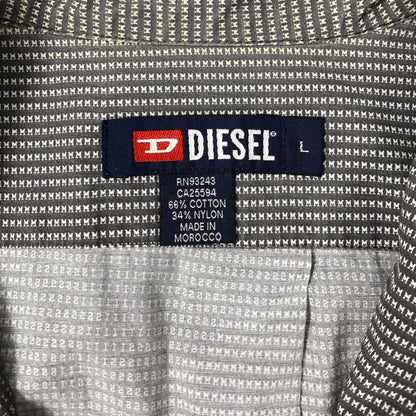 D DIESEL L
RN93243
CA25594
66% COTTON
34% NYLON
MADE IN
MOROCCO